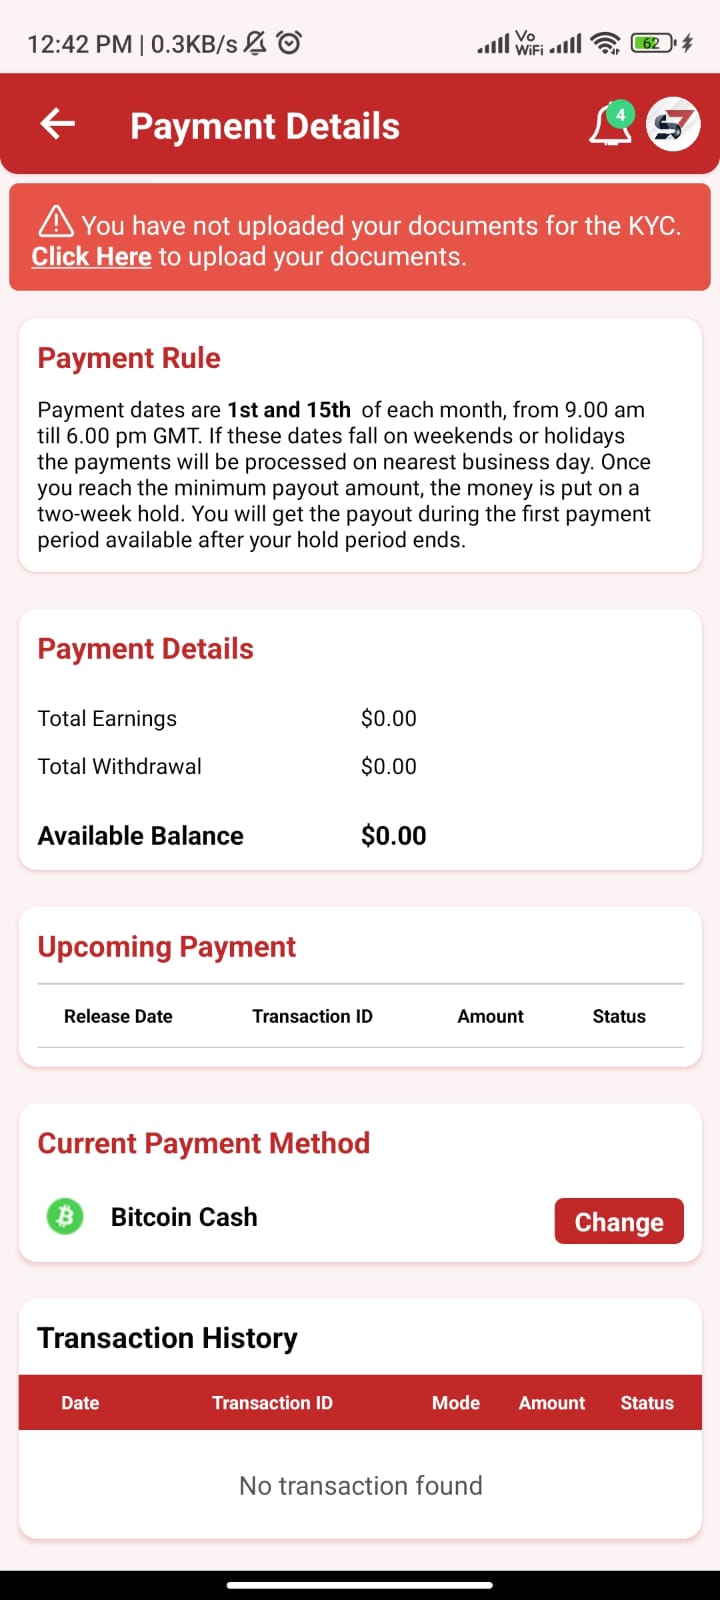 12:42 PM | 0.3KB/s
Vo WiFi
62
Payment Details
4
S7
You have not uploaded your documents for the KYC.
Click Here to upload your documents.
Payment Rule
Payment dates are 1st and 15th of each month, from 9.00 am
till 6.00 pm GMT. If these dates fall on weekends or holidays
the payments will be processed on nearest business day. Once
you reach the minimum payout amount, the money is put on a
two-week hold. You will get the payout during the first payment
period available after your hold period ends.
Payment Details
Total Earnings $0.00
Total Withdrawal $0.00
Available Balance $0.00
Upcoming Payment
Release Date Transaction ID Amount Status
Current Payment Method
Bitcoin Cash Change
Transaction History
Date Transaction ID Mode Amount Status
No transaction found